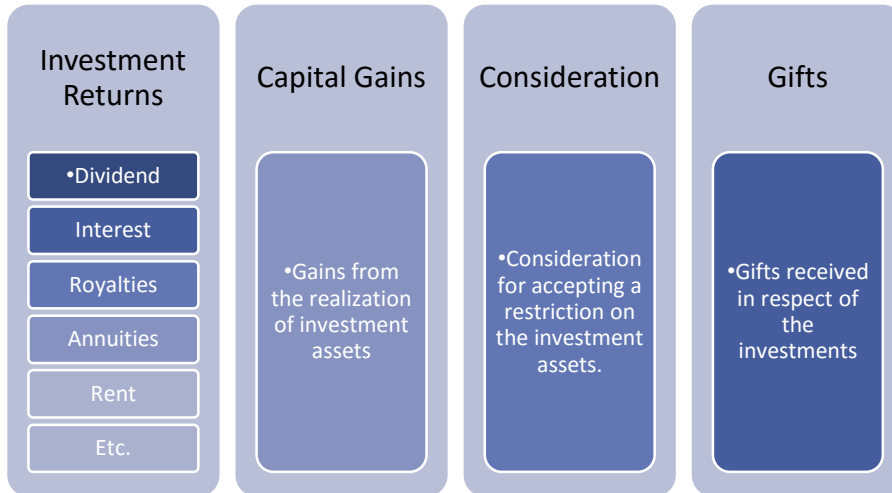 Investment
Returns
•Dividend
Interest
Royalties
Annuities
Rent
Etc.
Capital Gains
•Gains from
the realization
of investment
assets
Consideration
•Consideration
for accepting a
restriction on
the investment
assets.
Gifts
•Gifts received
in respect of
the
investments